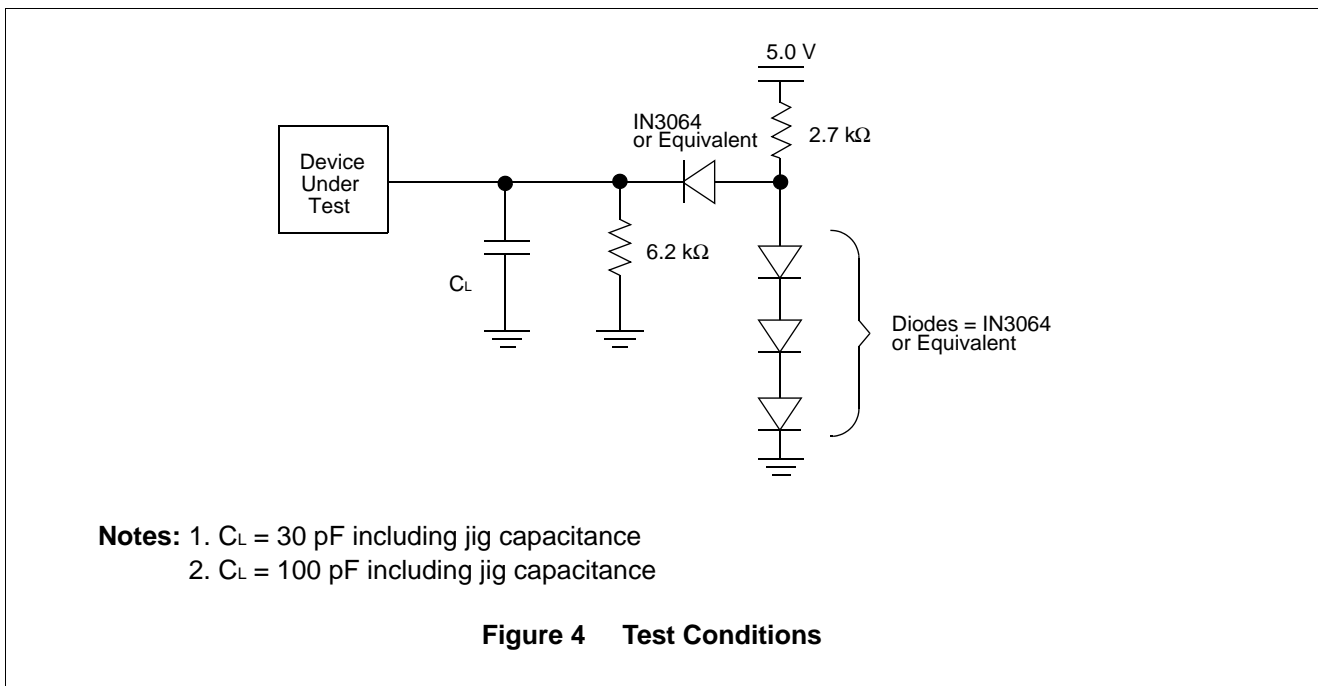 5.0 V
IN3064
or Equivalent
2.7 kΩ
Device
Under
Test
6.2 kΩ
CL
Diodes = IN3064
or Equivalent
Notes: 1. CL = 30 pF including jig capacitance
2. CL = 100 pF including jig capacitance
Figure 4 Test Conditions